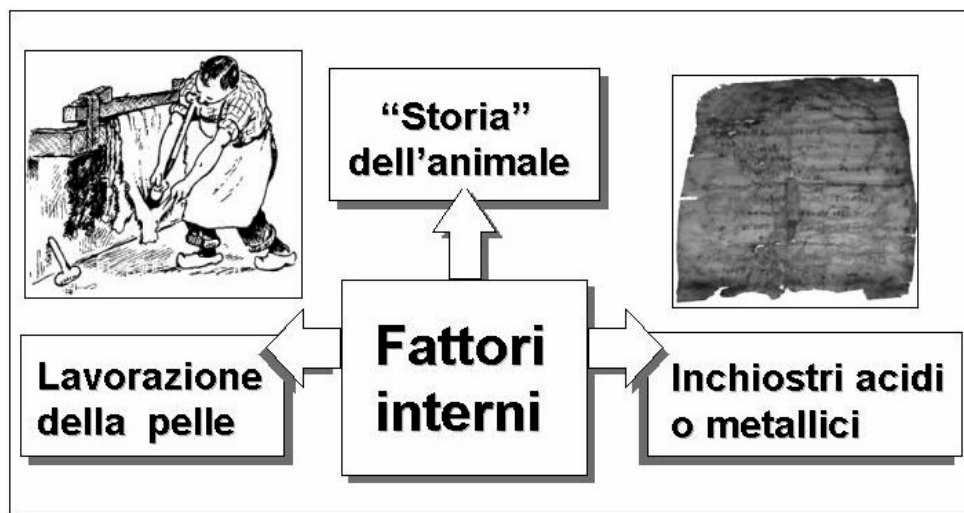 “Storia”
dell’animale
Fattori
interni
Lavorazione
della pelle
Inchiostri acidi
o metallici